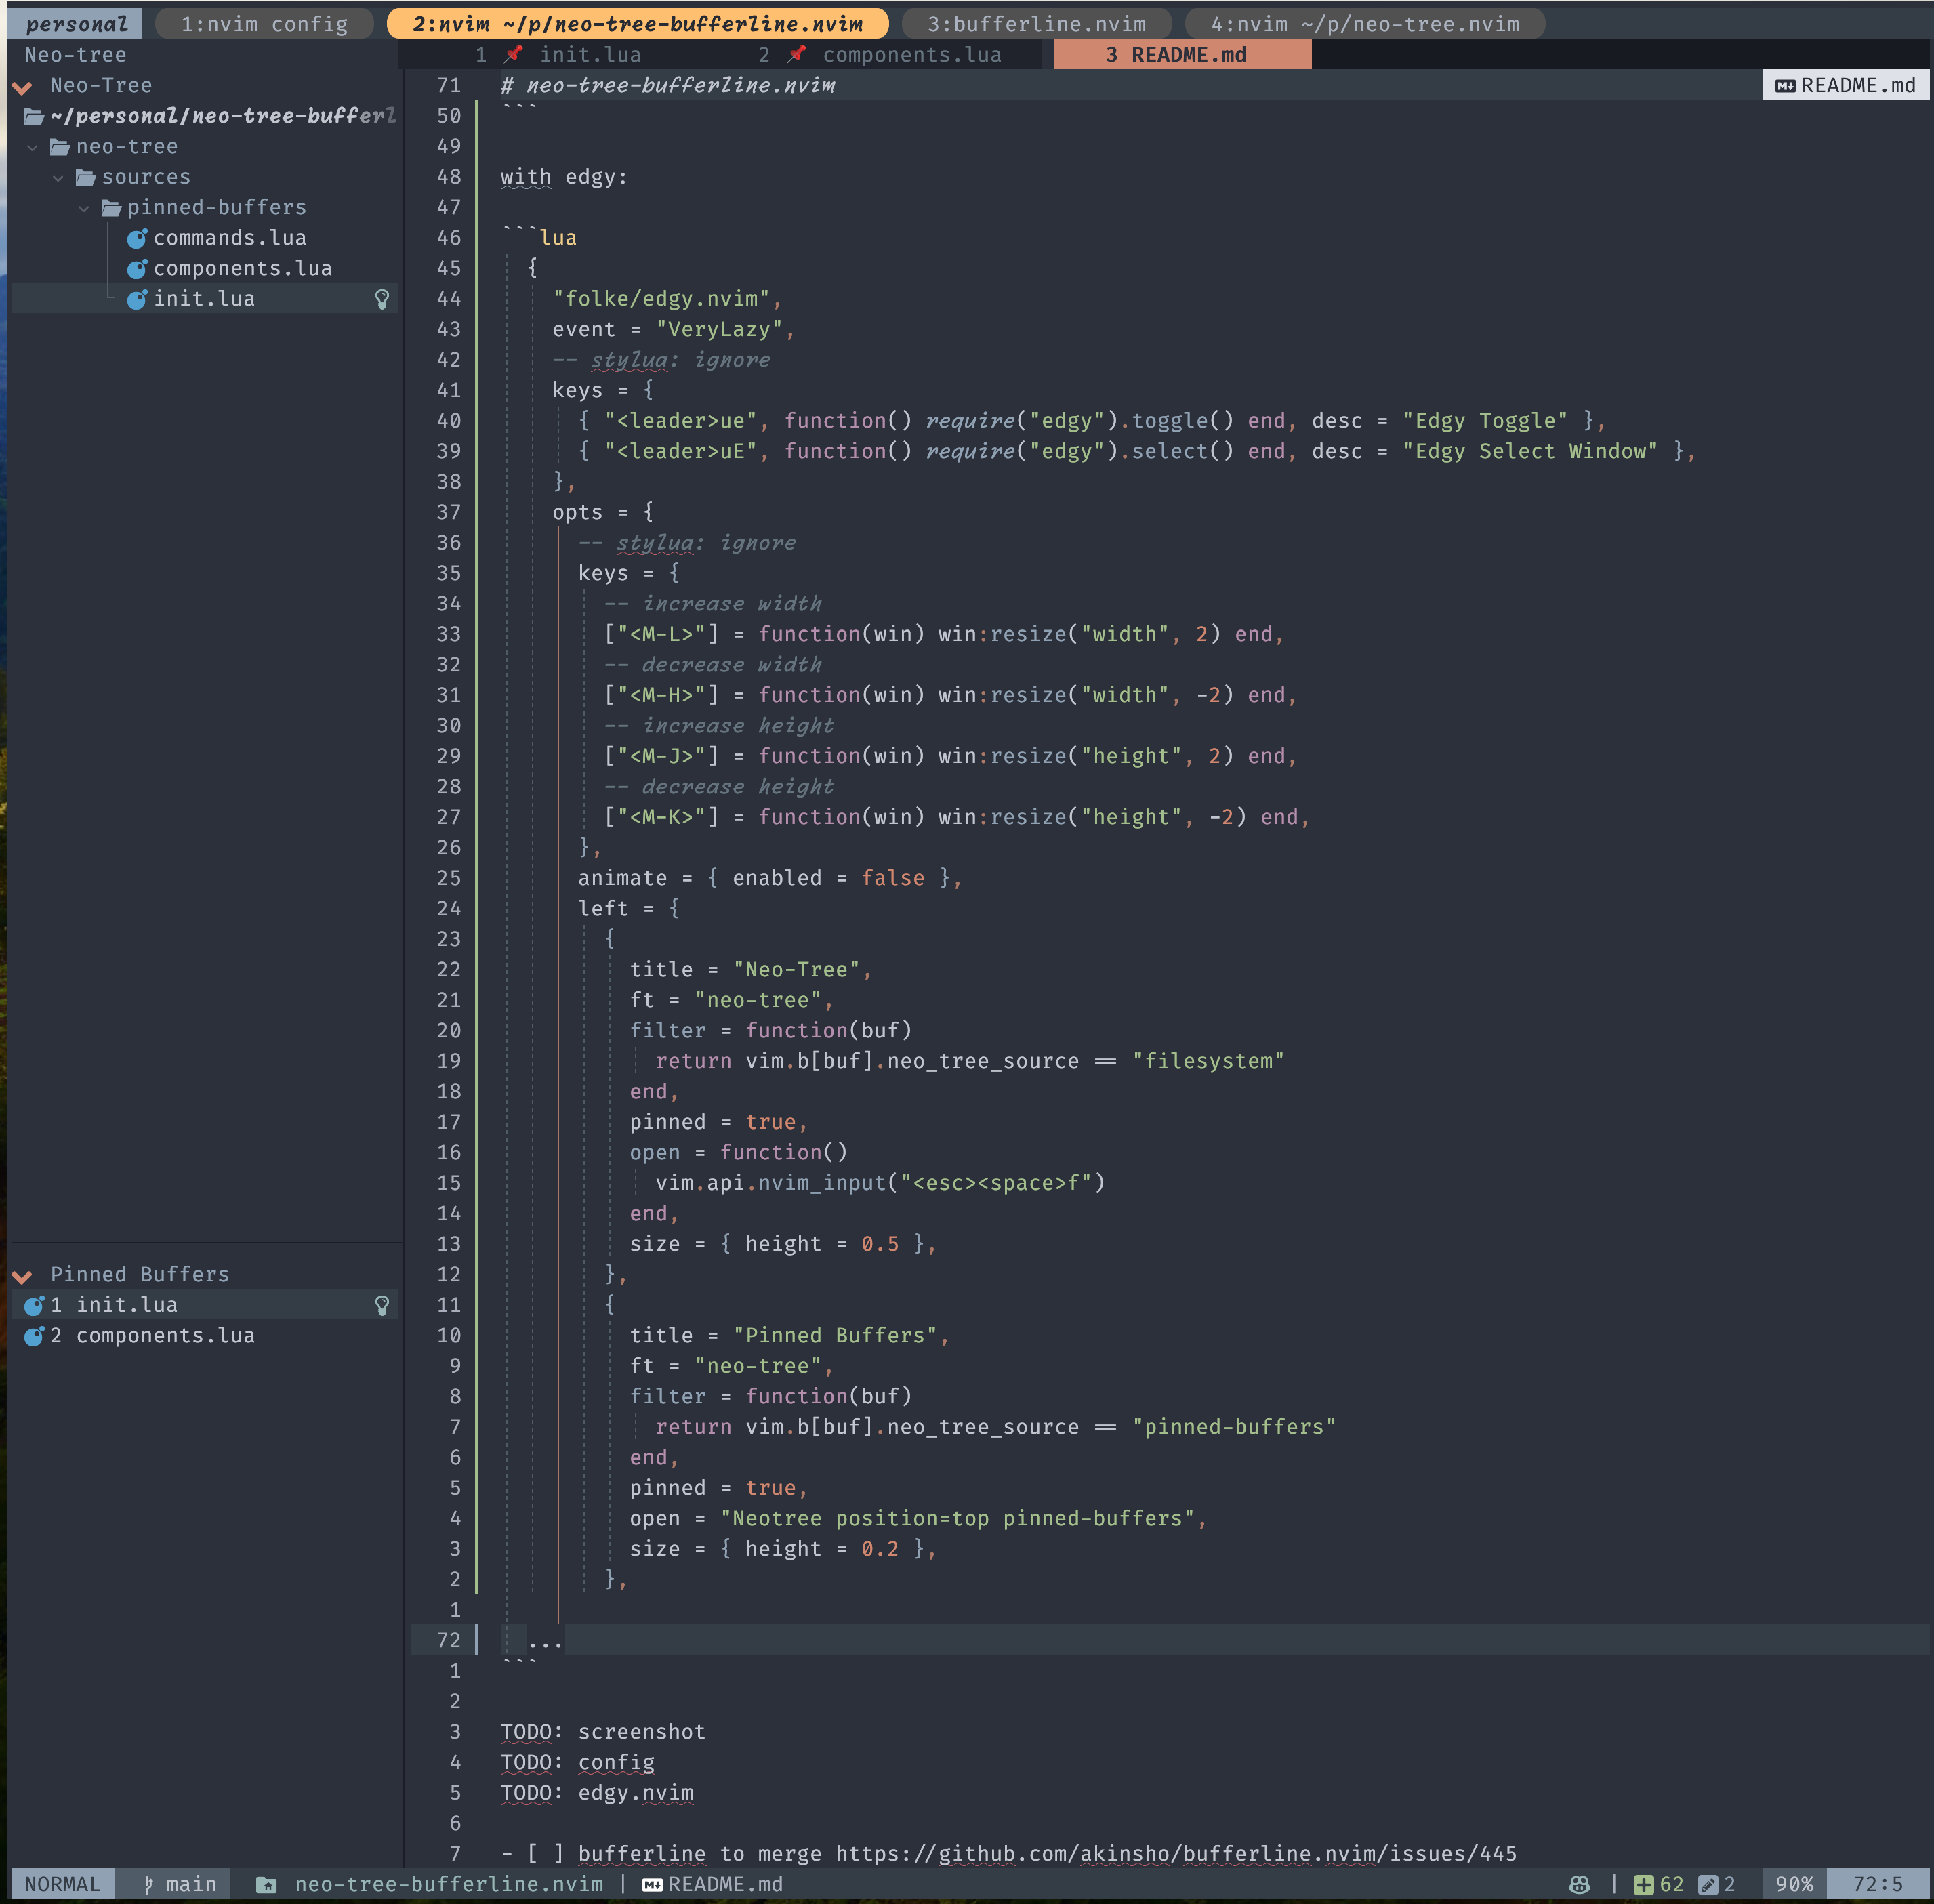 personal 1:nvim config 2:nvim ~/p/neo-tree-bufferline.nvim 3:bufferline.nvim 4:nvim ~/p/neo-tree.nvim
Neo-tree
1 📌 init.lua 2 📌 components.lua 3 README.md
Neo-Tree
~/personal/neo-tree-bufferl
neo-tree
sources
pinned-buffers
commands.lua
components.lua
init.lua
Pinned Buffers
1 init.lua
2 components.lua
71 # neo-tree-bufferline.nvim README.md
50 ```
49
48 with edgy:
47
46 ```lua
45 {
44 "folke/edgy.nvim",
43 event = "VeryLazy",
42 -- stylua: ignore
41 keys = {
40 { "<leader>ue", function() require("edgy").toggle() end, desc = "Edgy Toggle" },
39 { "<leader>uE", function() require("edgy").select() end, desc = "Edgy Select Window" },
38 },
37 opts = {
36 -- stylua: ignore
35 keys = {
34 -- increase width
33 ["<M-L>"] = function(win) win:resize("width", 2) end,
32 -- decrease width
31 ["<M-H>"] = function(win) win:resize("width", -2) end,
30 -- increase height
29 ["<M-J>"] = function(win) win:resize("height", 2) end,
28 -- decrease height
27 ["<M-K>"] = function(win) win:resize("height", -2) end,
26 },
25 animate = { enabled = false },
24 left = {
23 {
22 title = "Neo-Tree",
21 ft = "neo-tree",
20 filter = function(buf)
19 return vim.b[buf].neo_tree_source == "filesystem"
18 end,
17 pinned = true,
16 open = function()
15 vim.api.nvim_input("<esc><space>f")
14 end,
13 size = { height = 0.5 },
12 },
11 {
10 title = "Pinned Buffers",
9 ft = "neo-tree",
8 filter = function(buf)
7 return vim.b[buf].neo_tree_source == "pinned-buffers"
6 end,
5 pinned = true,
4 open = "Neotree position=top pinned-buffers",
3 size = { height = 0.2 },
2 },
1
72 ...
1 ```
2
3 TODO: screenshot
4 TODO: config
5 TODO: edgy.nvim
6
7 - [ ] bufferline to merge https://github.com/akinsho/bufferline.nvim/issues/445
NORMAL main neo-tree-bufferline.nvim | README.md | 62 2 90% 72:5